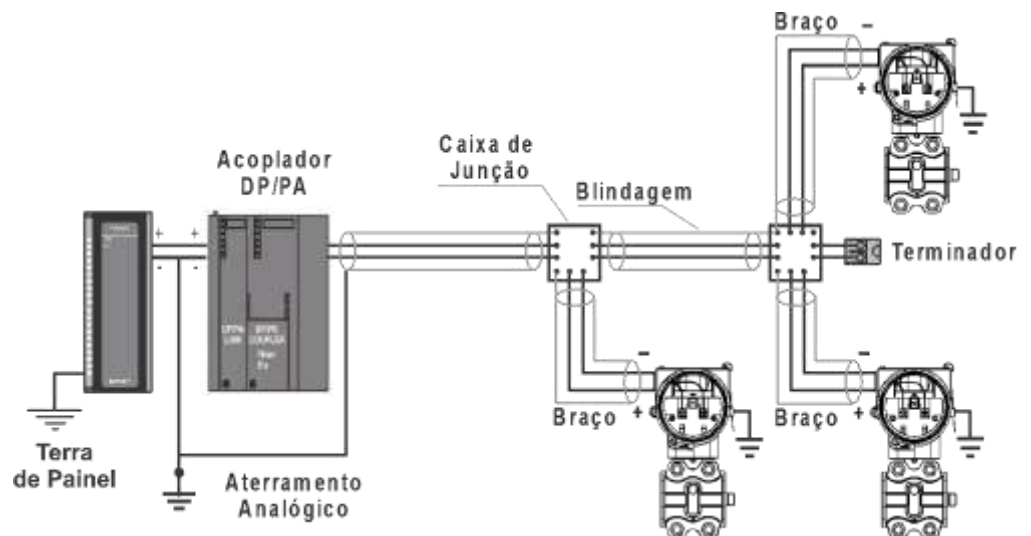 Braço
−
+
Caixa de
Junção
Acoplador
DP/PA
Blindagem
+ +
- -
Terminador
−
+
Braço
−
+
Braço
Terra
de Painel
Aterramento
Analógico